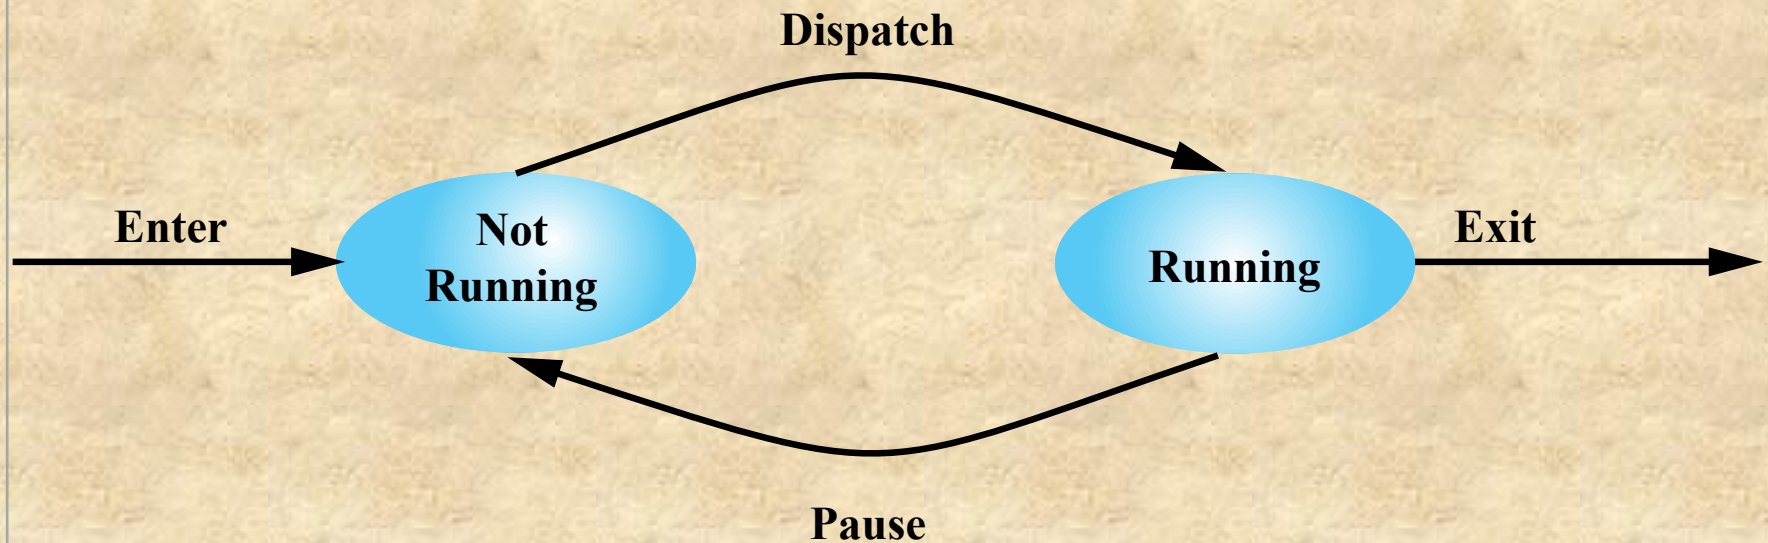 Dispatch
Enter
Not
Running
Running
Exit
Pause